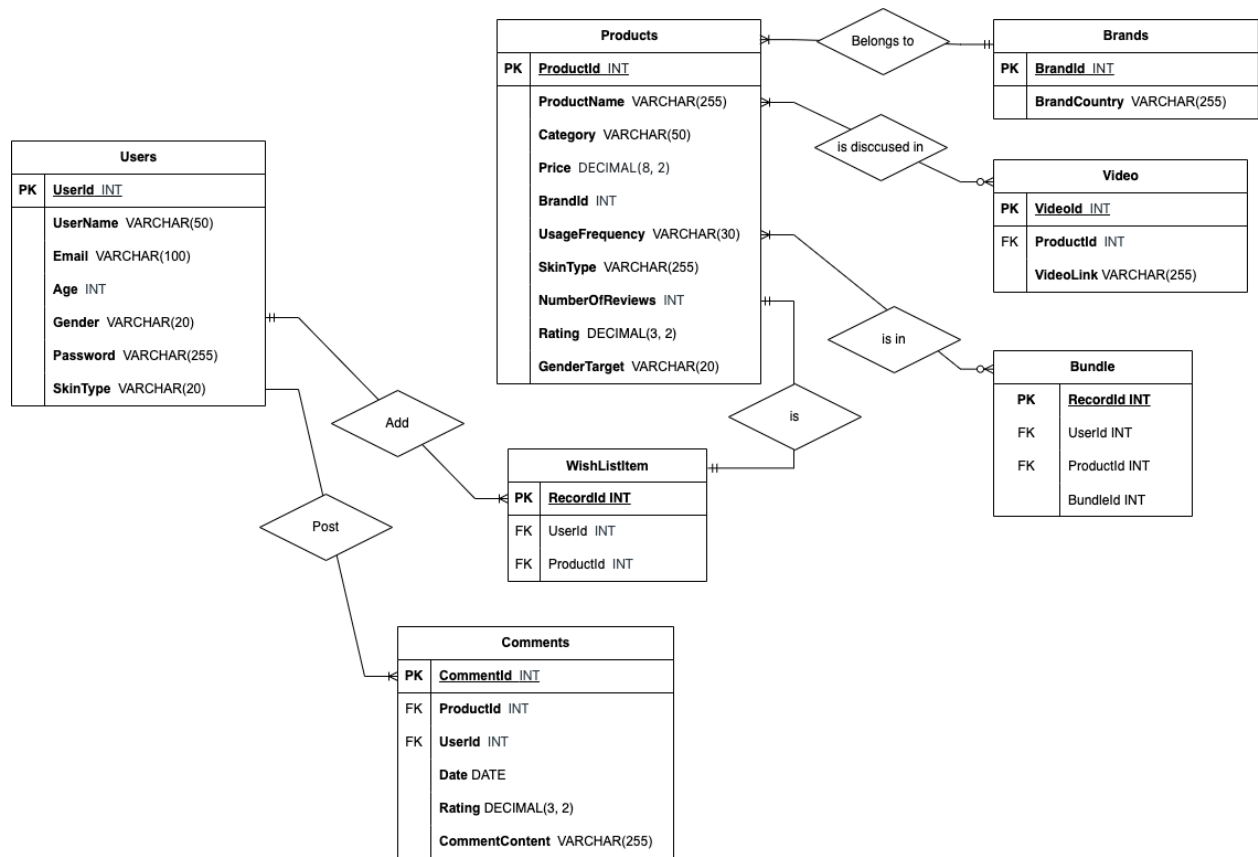 Products
PK ProductId INT
ProductName VARCHAR(255)
Category VARCHAR(50)
Price DECIMAL(8, 2)
BrandId INT
UsageFrequency VARCHAR(30)
SkinType VARCHAR(255)
NumberOfReviews INT
Rating DECIMAL(3, 2)
GenderTarget VARCHAR(20)
Belongs to
Brands
PK BrandId INT
BrandCountry VARCHAR(255)
is disccused in
Video
PK VideoId INT
FK ProductId INT
VideoLink VARCHAR(255)
Users
PK UserId INT
UserName VARCHAR(50)
Email VARCHAR(100)
Age INT
Gender VARCHAR(20)
Password VARCHAR(255)
SkinType VARCHAR(20)
is in
Bundle
PK RecordId INT
FK UserId INT
FK ProductId INT
BundleId INT
Add
is
WishListItem
PK RecordId INT
FK UserId INT
FK ProductId INT
Post
Comments
PK CommentId INT
FK ProductId INT
FK UserId INT
Date DATE
Rating DECIMAL(3, 2)
CommentContent VARCHAR(255)